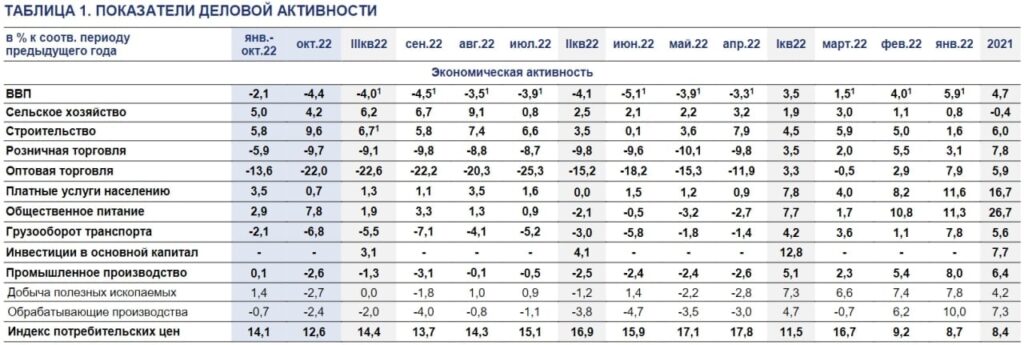 ТАБЛИЦА 1. ПОКАЗАТЕЛИ ДЕЛОВОЙ АКТИВНОСТИ
в % к соотв. периоду предыдущего года янв.-окт.22 окт.22 IIIкв22 сен.22 авг.22 июл.22 IIкв22 июн.22 май.22 апр.22 Iкв22 март.22 фев.22 янв.22 2021
Экономическая активность
ВВП -2,1 -4,4 -4,0¹ -4,5¹ -3,5¹ -3,9¹ -4,1 -5,1¹ -3,9¹ -3,3¹ 3,5 1,5¹ 4,0¹ 5,9¹ 4,7
Сельское хозяйство 5,0 4,2 6,2 6,7 9,1 0,8 2,5 2,1 2,2 3,2 1,9 3,0 1,1 0,8 -0,4
Строительство 5,8 9,6 6,7¹ 5,8 7,4 6,6 3,5 0,1 3,6 7,9 4,5 5,9 5,0 1,6 6,0
Розничная торговля -5,9 -9,7 -9,1 -9,8 -8,8 -8,7 -9,8 -9,6 -10,1 -9,8 3,5 2,0 5,5 3,1 7,8
Оптовая торговля -13,6 -22,0 -22,6 -22,2 -20,3 -25,3 -15,2 -18,2 -15,3 -11,9 3,3 -0,5 2,9 7,9 5,9
Платные услуги населению 3,5 0,7 1,3 1,1 3,5 1,6 0,0 1,5 1,2 0,9 7,8 4,0 8,2 11,6 16,7
Общественное питание 2,9 7,8 1,9 3,3 1,3 0,9 -2,1 -0,5 -3,2 -2,7 7,7 1,7 10,8 11,3 26,7
Грузооборот транспорта -2,1 -6,8 -5,5 -7,1 -4,1 -5,2 -3,0 -5,8 -1,8 -1,4 4,2 3,6 1,1 7,8 5,6
Инвестиции в основной капитал - - 3,1 - - - 4,1 - - - 12,8 - - - 7,7
Промышленное производство 0,1 -2,6 -1,3 -3,1 -0,1 -0,5 -2,5 -2,4 -2,4 -2,6 5,1 2,3 5,4 8,0 6,4
Добыча полезных ископаемых 1,4 -2,7 0,0 -1,8 1,0 0,9 -1,2 1,4 -2,2 -2,8 7,3 6,6 7,4 7,8 4,2
Обрабатывающие производства -0,7 -2,4 -2,0 -4,0 -0,8 -1,1 -3,8 -4,7 -3,5 -3,0 4,7 -0,7 6,2 10,0 7,3
Индекс потребительских цен 14,1 12,6 14,4 13,7 14,3 15,1 16,9 15,9 17,1 17,8 11,5 16,7 9,2 8,7 8,4